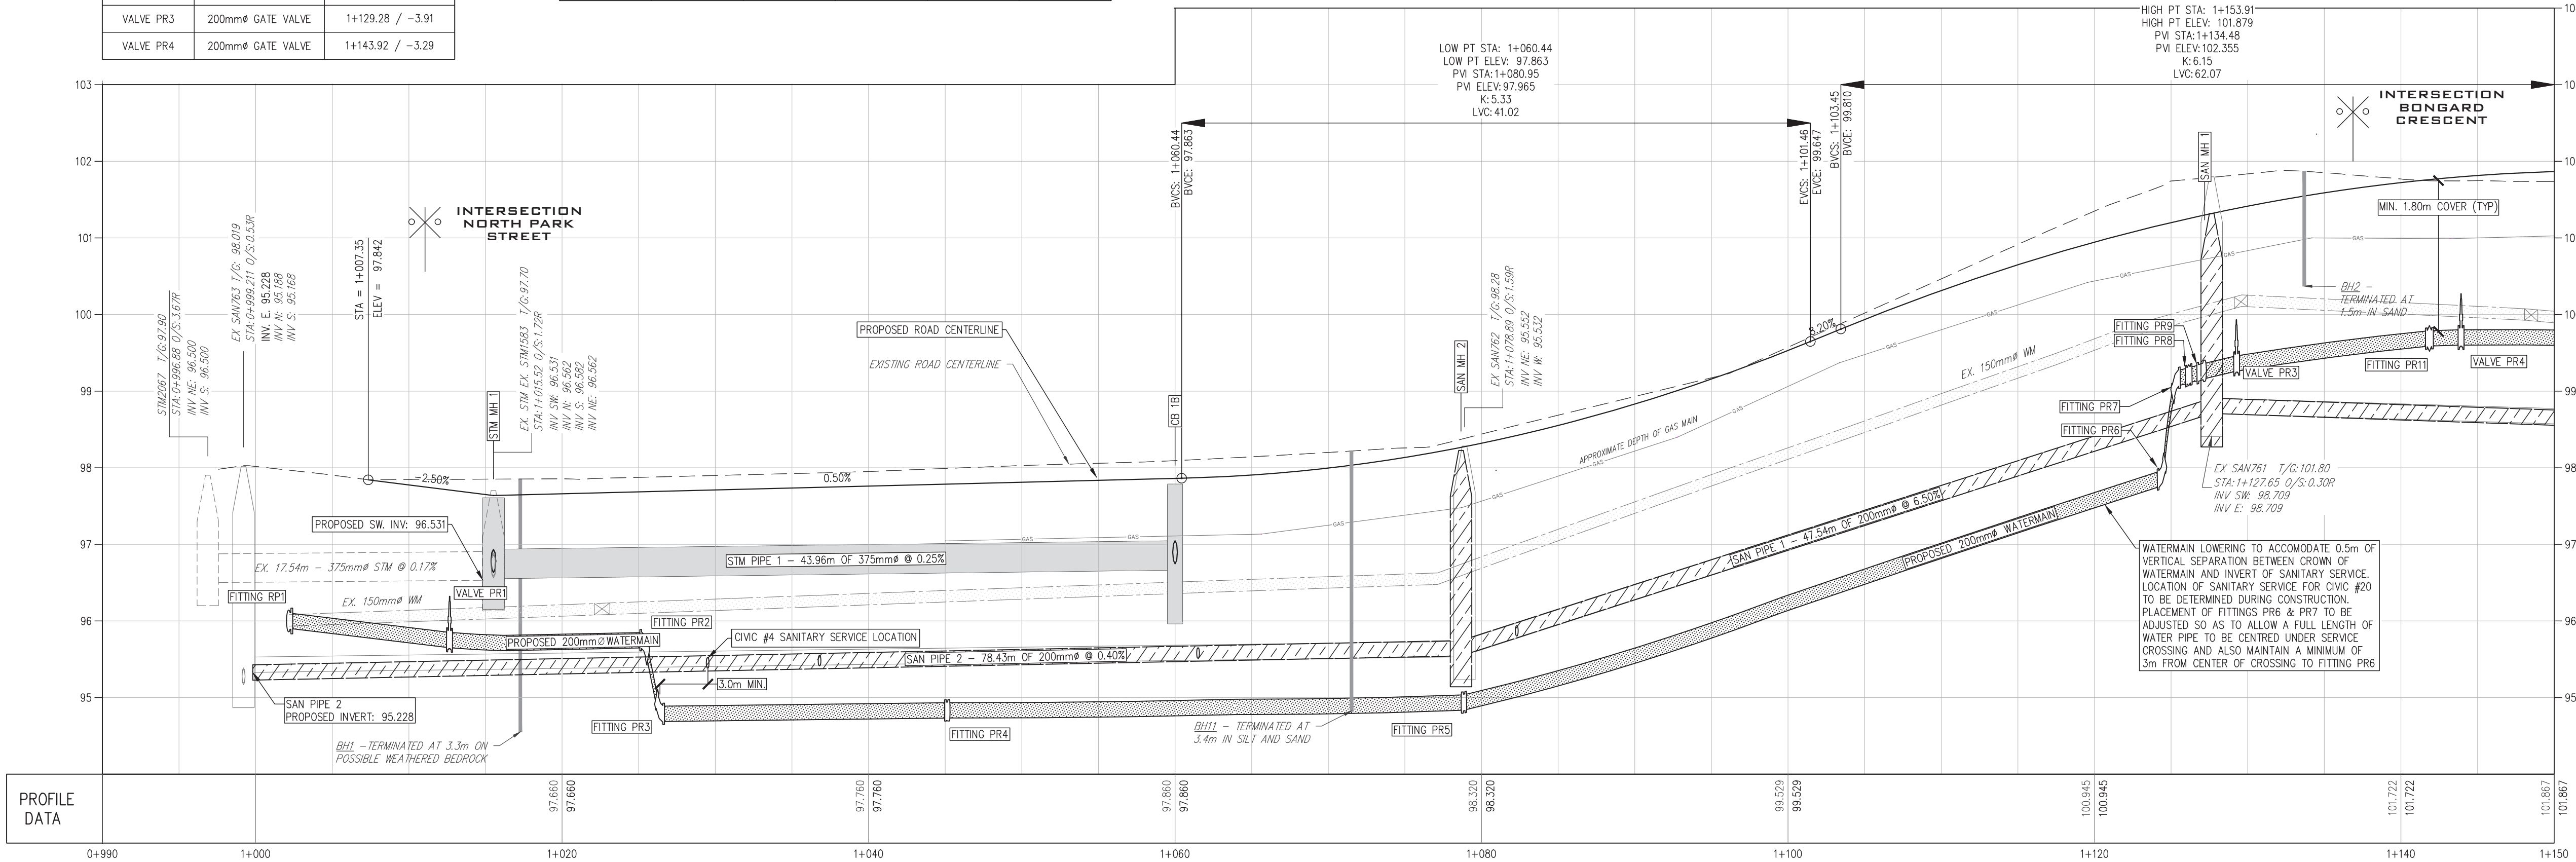 VALVE PR3 200mmø GATE VALVE 1+129.28 / -3.91
VALVE PR4 200mmø GATE VALVE 1+143.92 / -3.29
LOW PT STA: 1+060.44
LOW PT ELEV: 97.863
PVI STA:1+080.95
PVI ELEV:97.965
K:5.33
LVC:41.02
HIGH PT STA: 1+153.91
HIGH PT ELEV: 101.879
PVI STA:1+134.48
PVI ELEV:102.355
K:6.15
LVC:62.07
BVCS: 1+060.44
BVCE: 97.863
EVCS: 1+101.46
EVCE: 99.647
BVCS: 1+103.45
BVCE: 99.810
INTERSECTION
BONGARD
CRESCENT
INTERSECTION
NORTH PARK
STREET
103
102
101
100
99
98
97
96
95
10
10
10
10
10
10
99
98
97
96
95
STM2067 T/G:97.90
STA:0+996.88 O/S:3.67R
INV NE: 96.500
INV S: 96.500
EX SAN763 T/G: 98.019
STA:0+999.211 O/S:0.53R
INV. E. 95.228
INV N: 95.188
INV S: 95.168
STA = 1+007.35
ELEV = 97.842
STM MH 1
EX. STM EX. STM1583 T/G:97.70
STA:1+015.52 O/S:1.72R
INV SW: 96.531
INV N: 96.562
INV S: 96.582
INV NE: 96.562
CB 1B
SAN MH 2
EX SAN762 T/G:98.28
STA:1+078.89 O/S:1.59R
INV NE: 95.552
INV W: 95.532
SAN MH 1
MIN. 1.80m COVER (TYP)
BH2 -
TERMINATED AT
1.5m IN SAND
PROPOSED ROAD CENTERLINE
EXISTING ROAD CENTERLINE
-2.50%
0.50%
8.20%
GAS
GAS
GAS
GAS
GAS
GAS
GAS
GAS
GAS
GAS
GAS
GAS
APPROXIMATE DEPTH OF GAS MAIN
EX. 150mmø WM
FITTING PR9
FITTING PR8
FITTING PR7
FITTING PR6
VALVE PR3
FITTING PR11
VALVE PR4
EX SAN761 T/G:101.80
STA:1+127.65 O/S:0.30R
INV SW: 98.709
INV E: 98.709
PROPOSED SW. INV: 96.531
EX. 17.54m - 375mmø STM @ 0.17%
STM PIPE 1 - 43.96m OF 375mmø @ 0.25%
FITTING RP1
EX. 150mmø WM
VALVE PR1
PROPOSED 200mmø WATERMAIN
FITTING PR2
CIVIC #4 SANITARY SERVICE LOCATION
SAN PIPE 2 - 78.43m OF 200mmø @ 0.40%
SAN PIPE 1 - 47.54m OF 200mmø @ 6.50%
PROPOSED 200mmø WATERMAIN
3.0m MIN.
SAN PIPE 2
PROPOSED INVERT: 95.228
FITTING PR3
FITTING PR4
FITTING PR5
BH1 -TERMINATED AT 3.3m ON
POSSIBLE WEATHERED BEDROCK
BH11 - TERMINATED AT
3.4m IN SILT AND SAND
WATERMAIN LOWERING TO ACCOMODATE 0.5m OF
VERTICAL SEPARATION BETWEEN CROWN OF
WATERMAIN AND INVERT OF SANITARY SERVICE.
LOCATION OF SANITARY SERVICE FOR CIVIC #20
TO BE DETERMINED DURING CONSTRUCTION.
PLACEMENT OF FITTINGS PR6 & PR7 TO BE
ADJUSTED SO AS TO ALLOW A FULL LENGTH OF
WATER PIPE TO BE CENTRED UNDER SERVICE
CROSSING AND ALSO MAINTAIN A MINIMUM OF
3m FROM CENTER OF CROSSING TO FITTING PR6
PROFILE
DATA
97.660
97.660
97.760
97.760
97.860
97.860
98.320
98.320
99.529
99.529
100.945
100.945
101.722
101.722
101.867
101.867
0+990 1+000 1+020 1+040 1+060 1+080 1+100 1+120 1+140 1+150